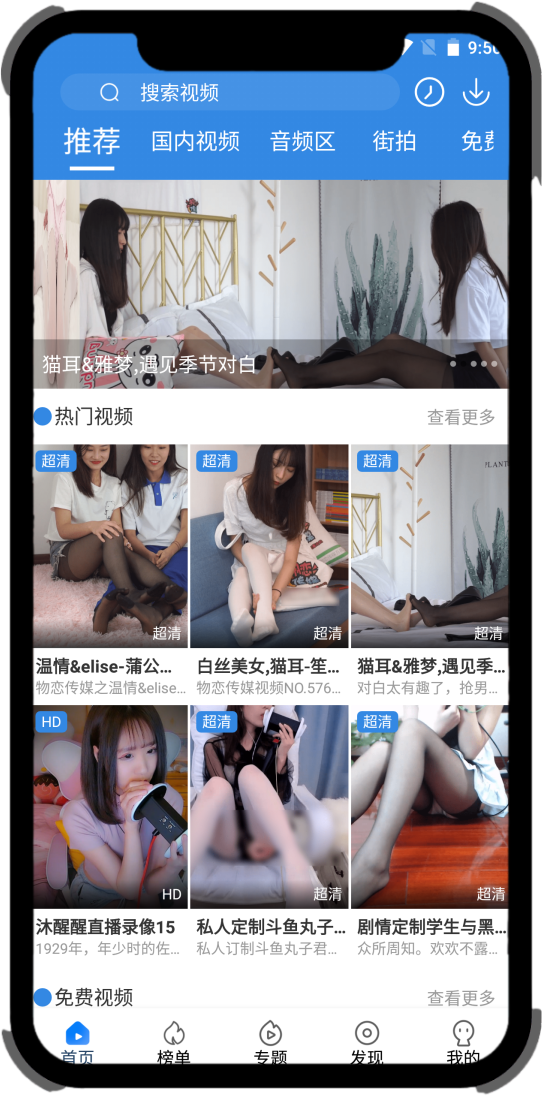 9:50
搜索视频
推荐 国内视频 音频区 街拍 免费
猫耳&雅梦,遇见季节对白
热门视频 查看更多
超清 超清 超清
超清 超清 超清
温情&elise-蒲公... 白丝美女,猫耳-笙... 猫耳&雅梦,遇见季...
物恋传媒之温情&elise... 物恋传媒视频NO.576... 对白太有趣了，抢男...
HD 超清 超清
HD 超清 超清
沐醒醒直播录像15 私人定制斗鱼丸子... 剧情定制学生与黑...
1929年，年少时的佐... 私人订制斗鱼丸子君... 众所周知。欢欢不露...
免费视频 查看更多
首页 榜单 专题 发现 我的